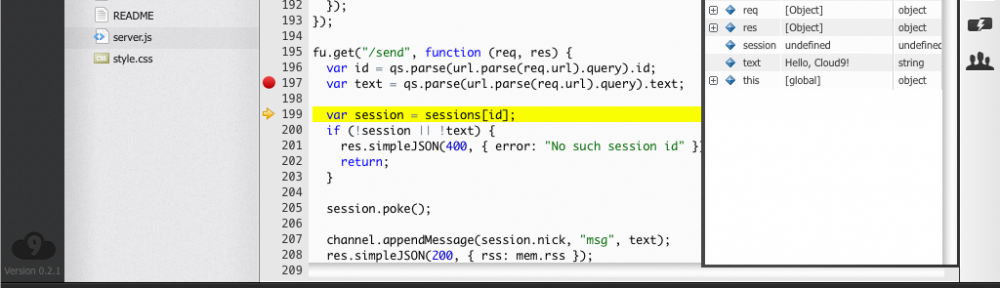 README
server.js
style.css
9
Version 0.2.1
192 });
193 });
194
195 fu.get("/send", function (req, res) {
196 var id = qs.parse(url.parse(req.url).query).id;
197 var text = qs.parse(url.parse(req.url).query).text;
198
199 var session = sessions[id];
200 if (!session || !text) {
201 res.simpleJSON(400, { error: "No such session id" }
202 return;
203 }
204
205 session.poke();
206
207 channel.appendMessage(session.nick, "msg", text);
208 res.simpleJSON(200, { rss: mem.rss });
209
req [Object] object
res [Object] object
session undefined undefined
text Hello, Cloud9! string
this [global] object